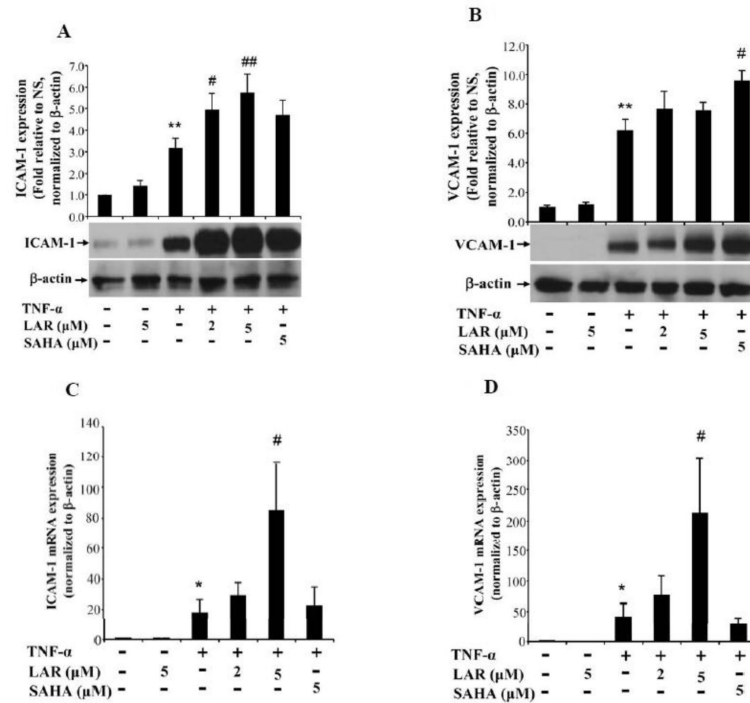 A
ICAM-1 expression
(Fold relative to NS,
normalized to β-actin)
7.0
6.0
5.0
4.0
3.0
2.0
1.0
0.0
** # ##
ICAM-1
β-actin
TNF-α - - + + + +
LAR (μM) - 5 - 2 5 -
SAHA (μM) - - - - - 5
B
VCAM-1 expression
(Fold relative to NS,
normalized to β-actin)
12.0
10.0
8.0
6.0
4.0
2.0
0.0
** #
VCAM-1
β-actin
TNF-α - - + + + +
LAR (μM) - 5 - 2 5 -
SAHA (μM) - - - - - 5
C
ICAM-1 mRNA expression
(normalized to β-actin)
140
120
100
80
60
40
20
0
* #
TNF-α - - + + + +
LAR (μM) - 5 - 2 5 -
SAHA (μM) - - - - - 5
D
VCAM-1 mRNA expression
(normalized to β-actin)
350
300
250
200
150
100
50
0
* #
TNF-α - - + + + +
LAR (μM) - 5 - 2 5 -
SAHA (μM) - - - - - 5